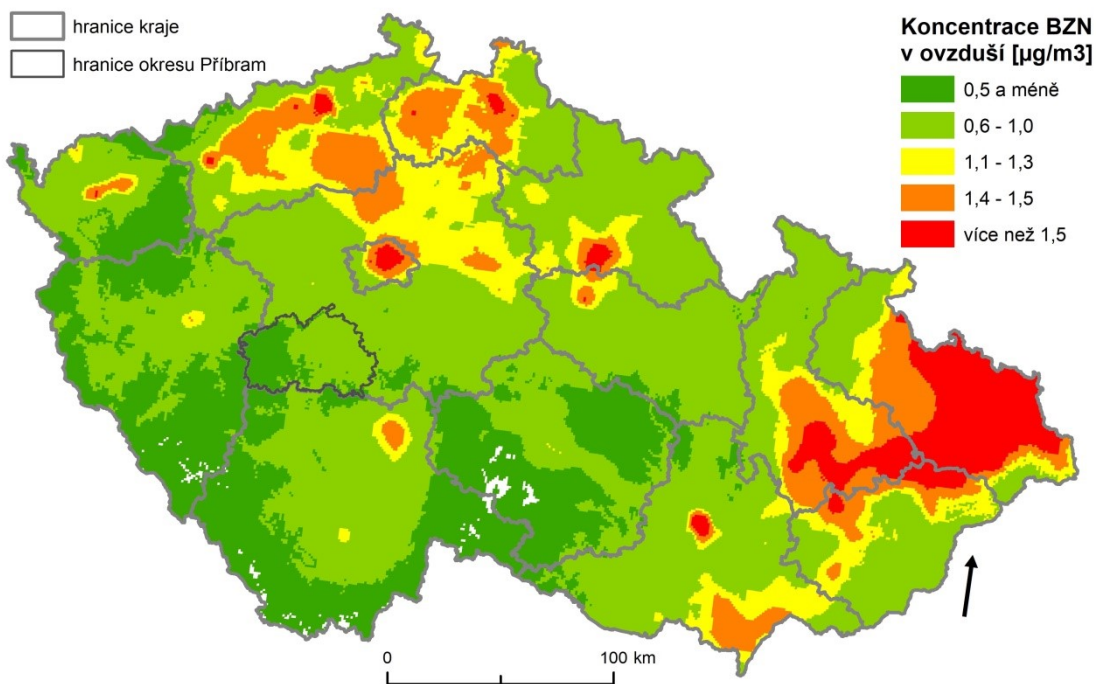 hranice kraje
hranice okresu Příbram
Koncentrace BZN
v ovzduší [µg/m3]
0,5 a méně
0,6 - 1,0
1,1 - 1,3
1,4 - 1,5
více než 1,5
0
100 km